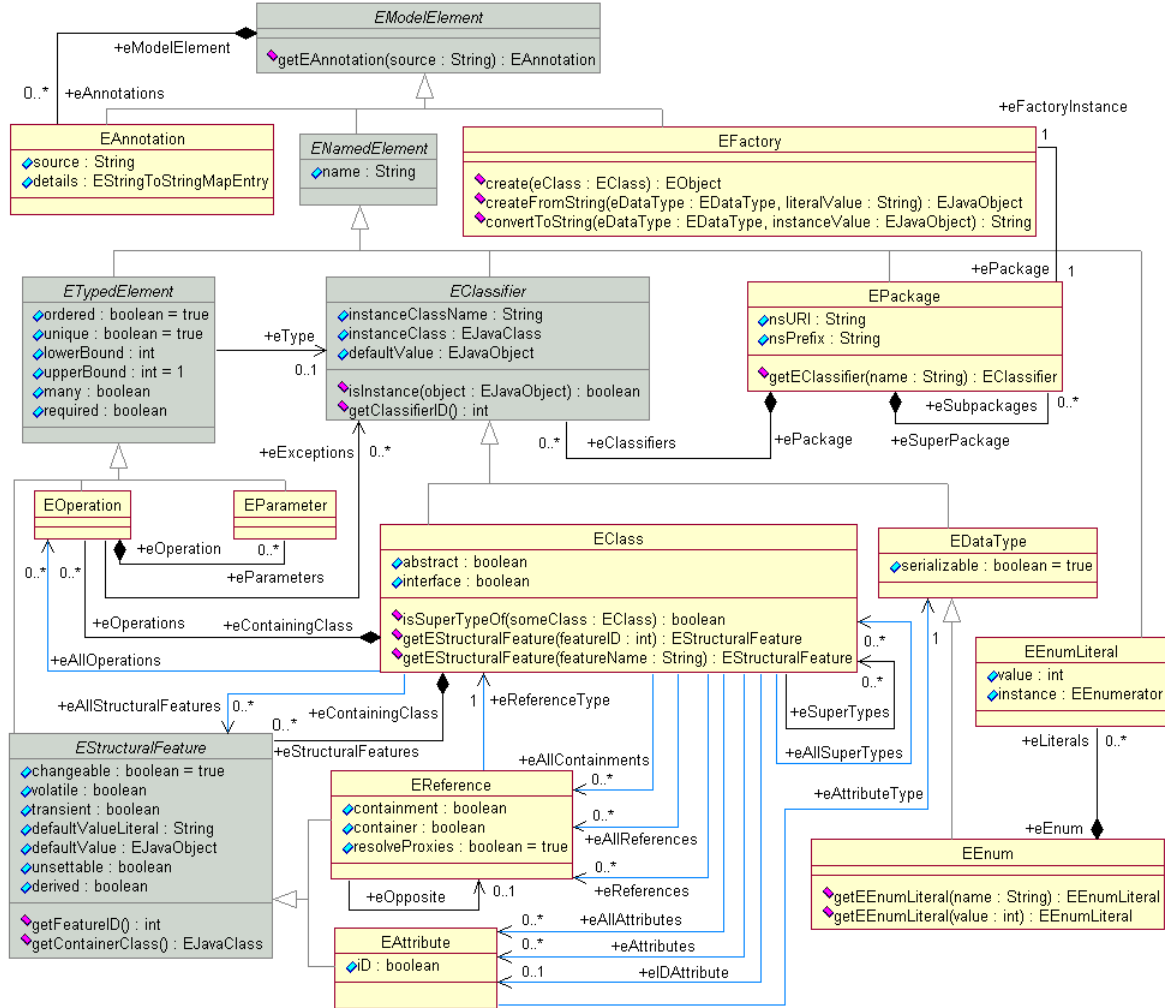 EModelElement
getEAnnotation(source : String) : EAnnotation
+eModelElement
0..*
+eAnnotations
+eFactoryInstance
1
EAnnotation
source : String
details : EStringToStringMapEntry
ENamedElement
name : String
EFactory
create(eClass : EClass) : EObject
createFromString(eDataType : EDataType, literalValue : String) : EJavaObject
convertToString(eDataType : EDataType, instanceValue : EJavaObject) : String
+ePackage
1
ETypedElement
ordered : boolean = true
unique : boolean = true
lowerBound : int
upperBound : int = 1
many : boolean
required : boolean
+eType
0..1
EClassifier
instanceClassName : String
instanceClass : EJavaClass
defaultValue : EJavaObject
isInstance(object : EJavaObject) : boolean
getClassifierID() : int
EPackage
nsURI : String
nsPrefix : String
getEClassifier(name : String) : EClassifier
+eSubpackages
0..*
+eSuperPackage
+ePackage
0..*
+eClassifiers
+eExceptions
0..*
EOperation
EParameter
+eOperation
0..*
+eParameters
0..*
0..*
+eOperations
+eContainingClass
+eAllOperations
EClass
abstract : boolean
interface : boolean
isSuperTypeOf(someClass : EClass) : boolean
getEStructuralFeature(featureID : int) : EStructuralFeature
getEStructuralFeature(featureName : String) : EStructuralFeature
EDataType
serializable : boolean = true
1
0..*
0..*
+eSuperTypes
+eAllSuperTypes
EEnumLiteral
value : int
instance : EEnumerator
+eLiterals
0..*
+eAllStructuralFeatures
0..*
+eContainingClass
0..*
+eStructuralFeatures
1
+eReferenceType
+eAllContainments
0..*
+eAttributeType
EStructuralFeature
changeable : boolean = true
volatile : boolean
transient : boolean
defaultValueLiteral : String
defaultValue : EJavaObject
unsettable : boolean
derived : boolean
getFeatureID() : int
getContainerClass() : EJavaClass
EReference
containment : boolean
container : boolean
resolveProxies : boolean = true
0..*
+eAllReferences
0..*
+eReferences
+eOpposite
0..1
+eEnum
EEnum
getEEnumLiteral(name : String) : EEnumLiteral
getEEnumLiteral(value : int) : EEnumLiteral
EAttribute
iD : boolean
0..*
+eAllAttributes
0..*
+eAttributes
0..1
+eIDAttribute